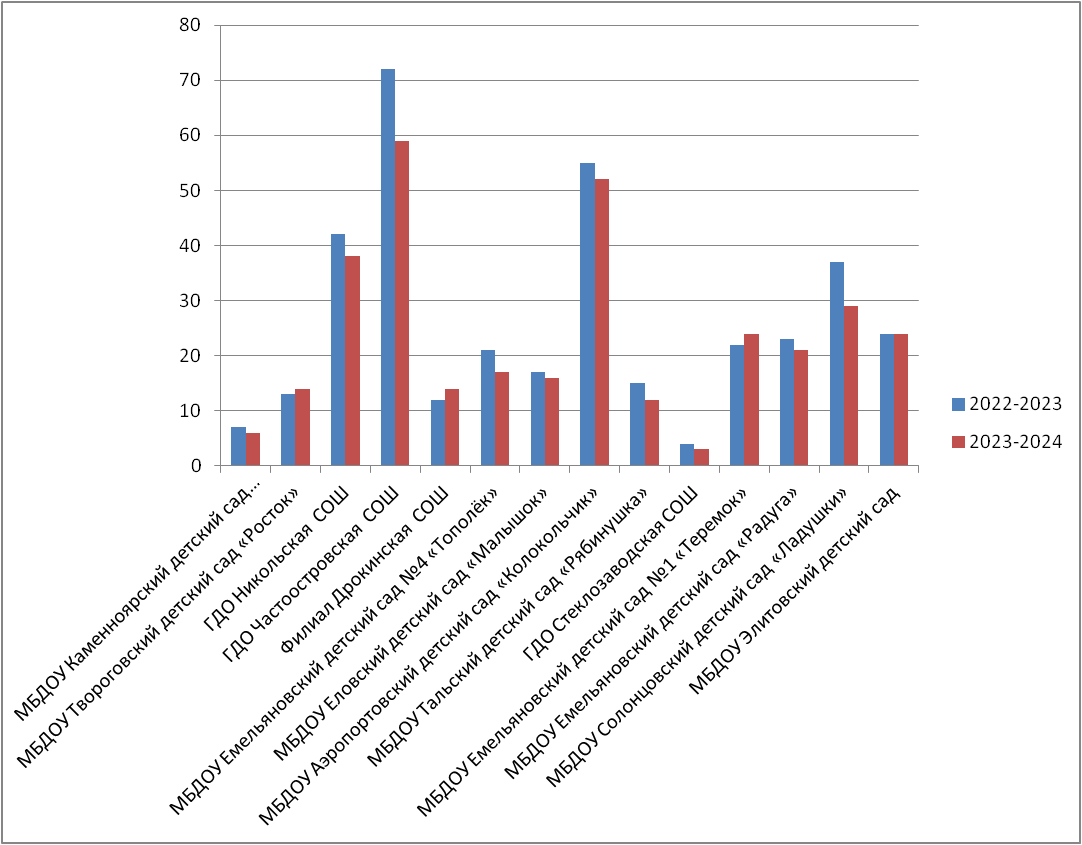 80
70
60
50
40
30
20
10
0
2022-2023
2023-2024
МБДОУ Каменноярский детский сад...
МБДОУ Твороговский детский сад «Росток»
ГДО Никольская СОШ
ГДО Частоостровская СОШ
Филиал Дрокинская СОШ
МБДОУ Емельяновский детский сад №4 «Тополёк»
МБДОУ Еловский детский сад «Малышок»
МБДОУ Аэропортовский детский сад «Колокольчик»
МБДОУ Тальский детский сад «Рябинушка»
ГДО Стеклозаводская СОШ
МБДОУ Емельяновский детский сад №1 «Теремок»
МБДОУ Емельяновский детский сад «Радуга»
МБДОУ Солонцовский детский сад «Ладушки»
МБДОУ Элитовский детский сад